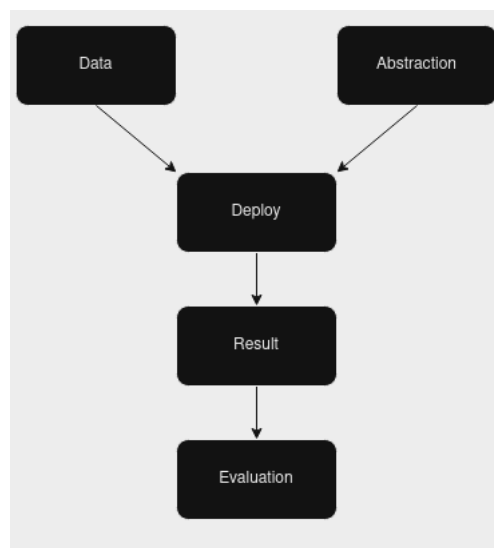 Data
Abstraction
Deploy
Result
Evaluation